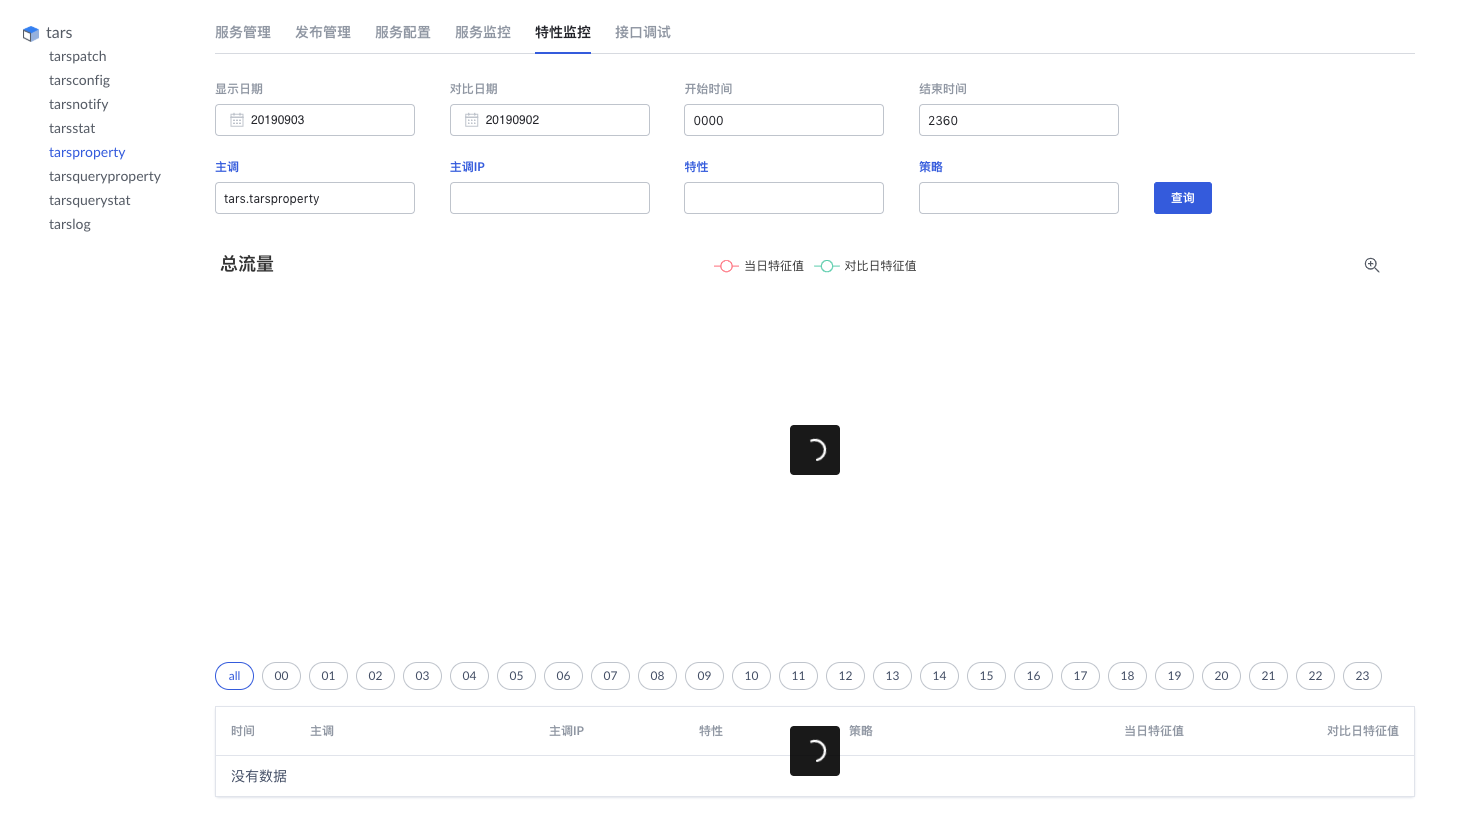 tars
tarspatch
tarsconfig
tarsnotify
tarsstat
tarsproperty
tarsqueryproperty
tarsquerystat
tarslog
服务管理 发布管理 服务配置 服务监控 特性监控 接口调试
显示日期 对比日期 开始时间 结束时间
20190903 20190902 0000 2360
主调 主调IP 特性 策略
tars.tarsproperty 查询
总流量 当日特征值 对比日特征值
all 00 01 02 03 04 05 06 07 08 09 10 11 12 13 14 15 16 17 18 19 20 21 22 23
时间 主调 主调IP 特性 策略 当日特征值 对比日特征值
没有数据